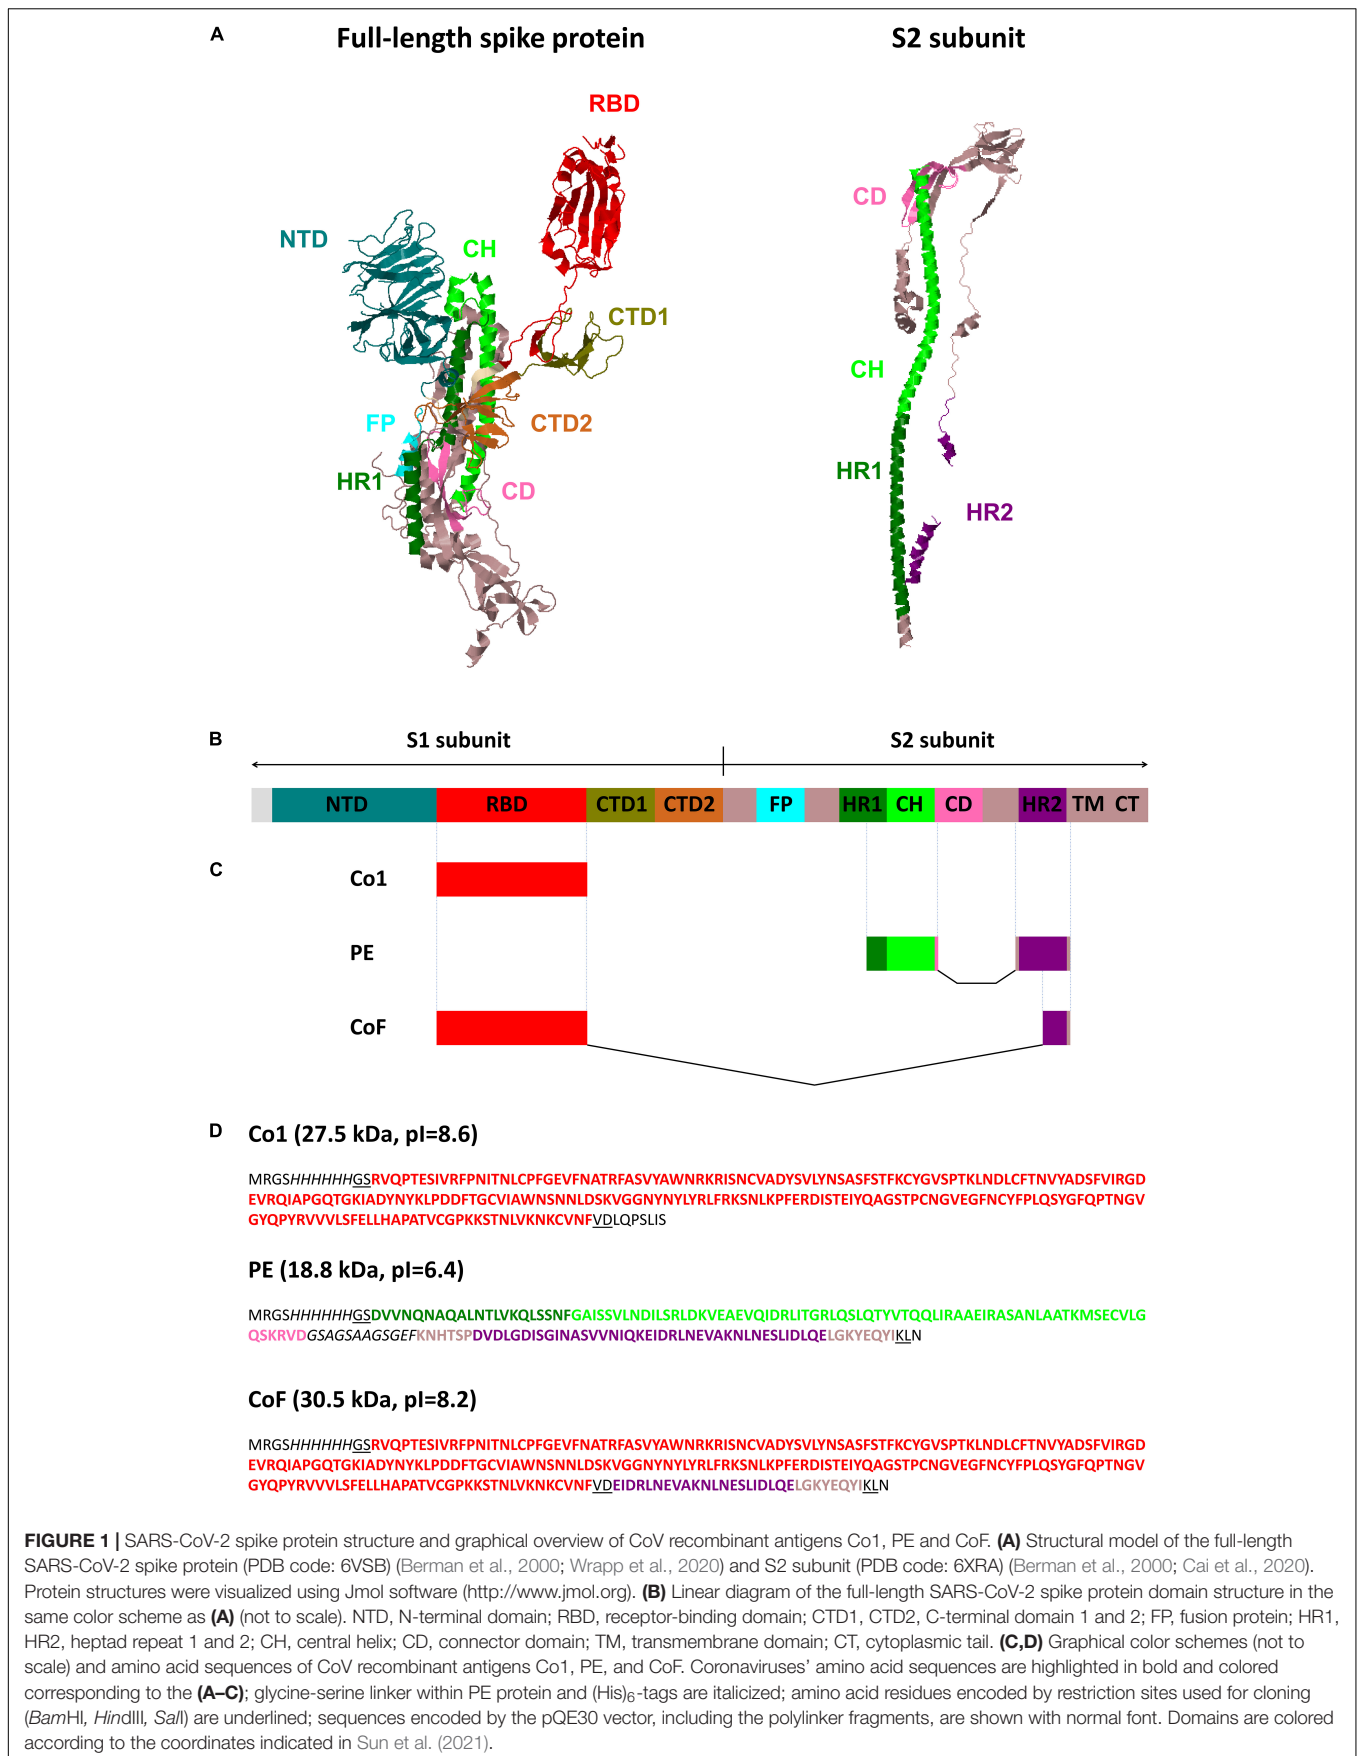 A
Full-length spike protein
S2 subunit
RBD
NTD
CH
CTD1
FP
CTD2
HR1
CD
CD
CH
HR1
HR2
B
S1 subunit
S2 subunit
NTD RBD CTD1 CTD2 FP HR1 CH CD HR2 TM CT
C
Co1
PE
CoF
D
Co1 (27.5 kDa, pI=8.6)
MRGSHHHHHHGSRVQPTESIVRFPNITNLCPFGEVFNATRFASVYAWNRKRISNCVADYSVLYNSASFSTFKCYGVSPTKLNDLCFTNVYADSFVIRGD
EVRQIAPGQTGKIADYNYKLPDDFTGCVIAWNSNNLDSKVGGNYNYLYRLFRKSNLKPFERDISTEIYQAGSTPCNGVEGFNCYFPLQSYGFQPTNGV
GYQPYRVVVLSFELLHAPATVCGPKKSTNLVKNKCVNFVDLQPSLIS
PE (18.8 kDa, pI=6.4)
MRGSHHHHHHGSDVVNQNAQALNTLVKQLSSNFGAISSVLNDILSRLDKVEAEVQIDRLITGRLQSLQTYVTQQLIRAAEIRASANLAATKMSECVLG
QSKRVDGSAGSAAGSGEFKNHTSPDVDLGDISGINASVVNIQKEIDRLNEVAKNLNESLIDLQELGKYEQYIKLN
CoF (30.5 kDa, pI=8.2)
MRGSHHHHHHGSRVQPTESIVRFPNITNLCPFGEVFNATRFASVYAWNRKRISNCVADYSVLYNSASFSTFKCYGVSPTKLNDLCFTNVYADSFVIRGD
EVRQIAPGQTGKIADYNYKLPDDFTGCVIAWNSNNLDSKVGGNYNYLYRLFRKSNLKPFERDISTEIYQAGSTPCNGVEGFNCYFPLQSYGFQPTNGV
GYQPYRVVVLSFELLHAPATVCGPKKSTNLVKNKCVNFVDEIDRLNEVAKNLNESLIDLQELGKYEQYIKLN
FIGURE 1 | SARS-CoV-2 spike protein structure and graphical overview of CoV recombinant antigens Co1, PE and CoF. (A) Structural model of the full-length
SARS-CoV-2 spike protein (PDB code: 6VSB) (Berman et al., 2000; Wrapp et al., 2020) and S2 subunit (PDB code: 6XRA) (Berman et al., 2000; Cai et al., 2020).
Protein structures were visualized using Jmol software (http://www.jmol.org). (B) Linear diagram of the full-length SARS-CoV-2 spike protein domain structure in the
same color scheme as (A) (not to scale). NTD, N-terminal domain; RBD, receptor-binding domain; CTD1, CTD2, C-terminal domain 1 and 2; FP, fusion protein; HR1,
HR2, heptad repeat 1 and 2; CH, central helix; CD, connector domain; TM, transmembrane domain; CT, cytoplasmic tail. (C,D) Graphical color schemes (not to
scale) and amino acid sequences of CoV recombinant antigens Co1, PE, and CoF. Coronaviruses’ amino acid sequences are highlighted in bold and colored
corresponding to the (A–C); glycine-serine linker within PE protein and (His)6-tags are italicized; amino acid residues encoded by restriction sites used for cloning
(BamHI, HindIII, SalI) are underlined; sequences encoded by the pQE30 vector, including the polylinker fragments, are shown with normal font. Domains are colored
according to the coordinates indicated in Sun et al. (2021).